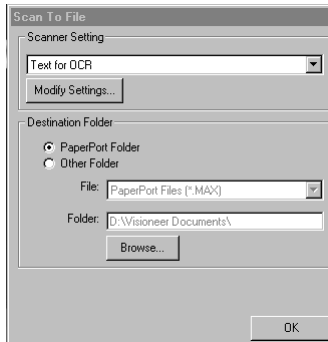 Scan To File
Scanner Setting
Text for OCR
Modify Settings...
Destination Folder
PaperPort Folder
Other Folder
File: PaperPort Files (*.MAX)
Folder: D:\Visioneer Documents\
Browse...
OK